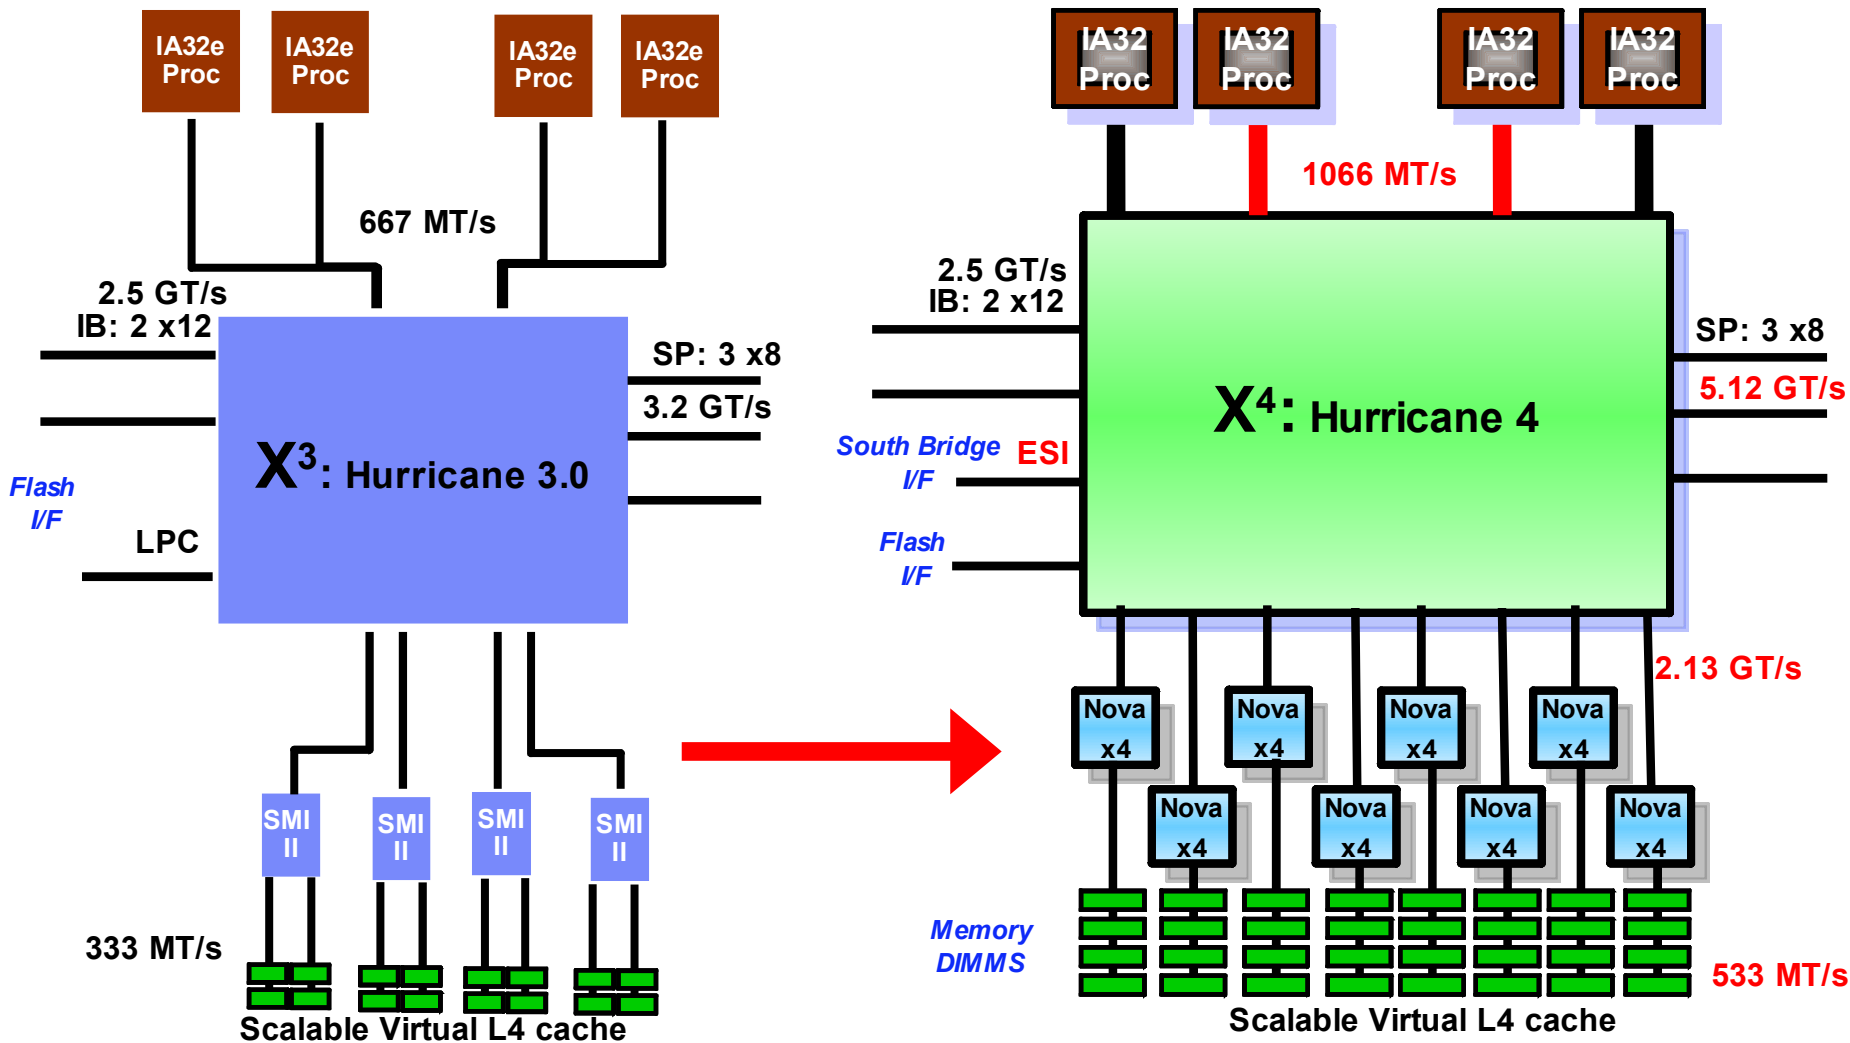 IA32e
Proc
IA32e
Proc
IA32e
Proc
IA32e
Proc
667 MT/s
2.5 GT/s
IB: 2 x12
SP: 3 x8
3.2 GT/s
X3: Hurricane 3.0
Flash
I/F
LPC
SMI
II
SMI
II
SMI
II
SMI
II
333 MT/s
Scalable Virtual L4 cache
IA32
Proc
IA32
Proc
IA32
Proc
IA32
Proc
1066 MT/s
2.5 GT/s
IB: 2 x12
SP: 3 x8
5.12 GT/s
X4: Hurricane 4
South Bridge
I/F
ESI
Flash
I/F
2.13 GT/s
Nova
x4
Nova
x4
Nova
x4
Nova
x4
Nova
x4
Nova
x4
Nova
x4
Nova
x4
Memory
DIMMS
533 MT/s
Scalable Virtual L4 cache